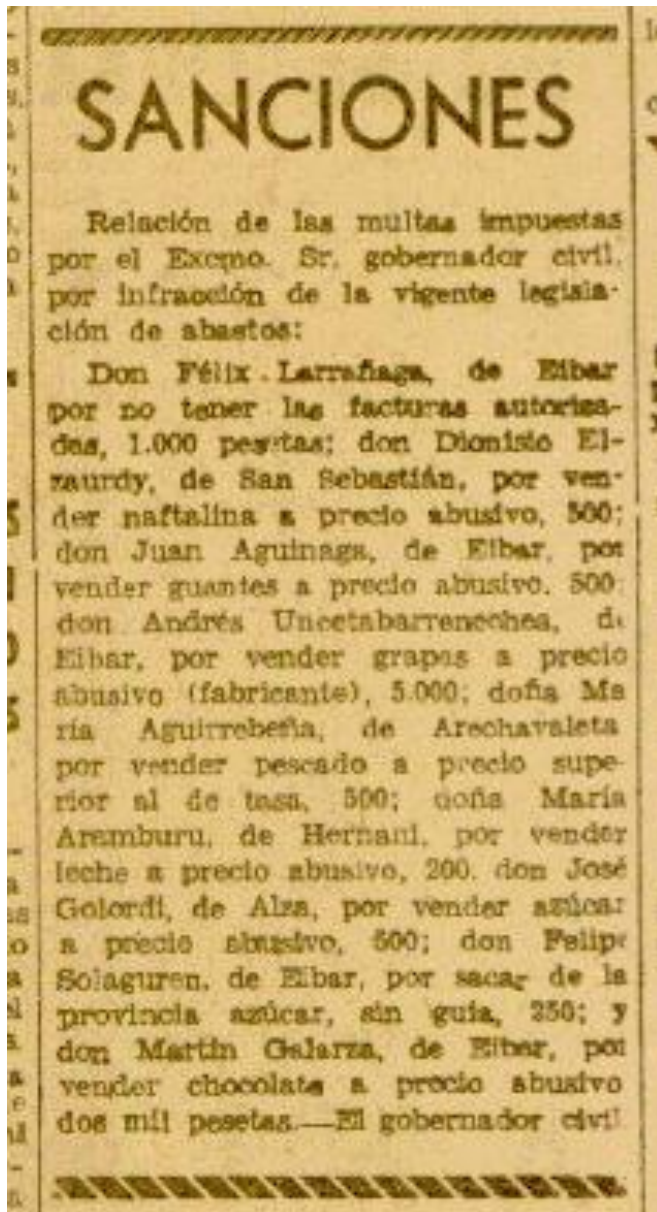 SANCIONES
Relación de las multas impuestas
por el Excmo. Sr. gobernador civil,
por infracción de la vigente legisla-
ción de abastos:
Don Félix Larrañaga, de Eibar
por no tener las facturas autoriza-
das, 1.000 pesetas; don Dionisio El-
zaurdy, de San Sebastián, por ven-
der naftalina a precio abusivo, 500;
don Juan Aguinaga, de Eibar, por
vender guantes a precio abusivo, 500;
don Andrés Uncetabarrenechea, de
Eibar, por vender grapas a precio
abusivo (fabricante), 5.000; doña Ma
ría Aguirrebeña, de Arechavaleta
por vender pescado a precio supe-
rior al de tasa, 500; doña María
Aramburu, de Hernani, por vender
leche a precio abusivo, 200. don José
Golordi, de Alza, por vender azúcar
a precio abusivo, 500; don Felipe
Solaguren, de Eibar, por sacar de la
provincia azúcar, sin guía, 250; y
don Martín Galarza, de Eibar, por
vender chocolate a precio abusivo
dos mil pesetas.—El gobernador civil